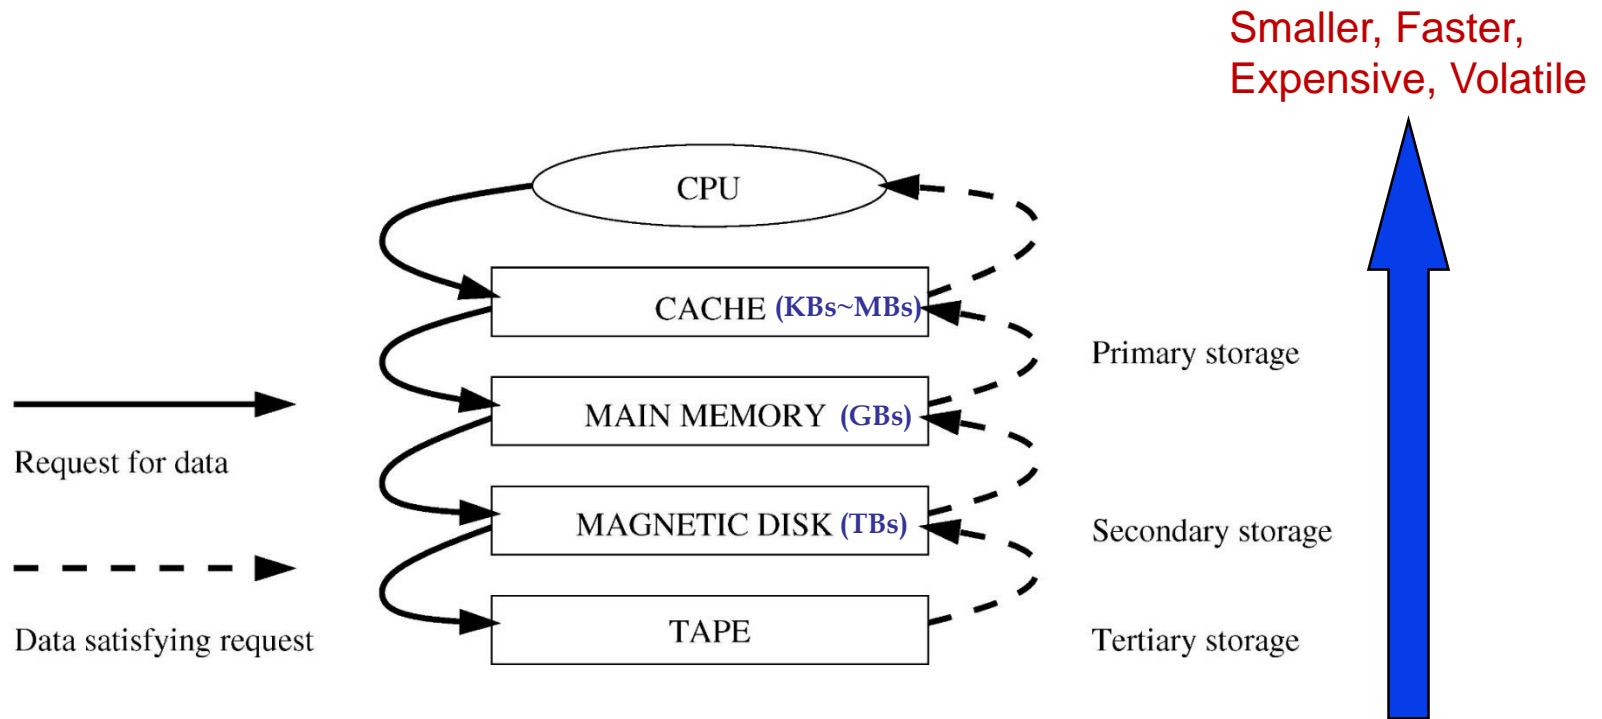 Smaller, Faster,
Expensive, Volatile
CPU
CACHE (KBs~MBs)
Primary storage
MAIN MEMORY (GBs)
Request for data
MAGNETIC DISK (TBs)
Secondary storage
TAPE
Data satisfying request
Tertiary storage